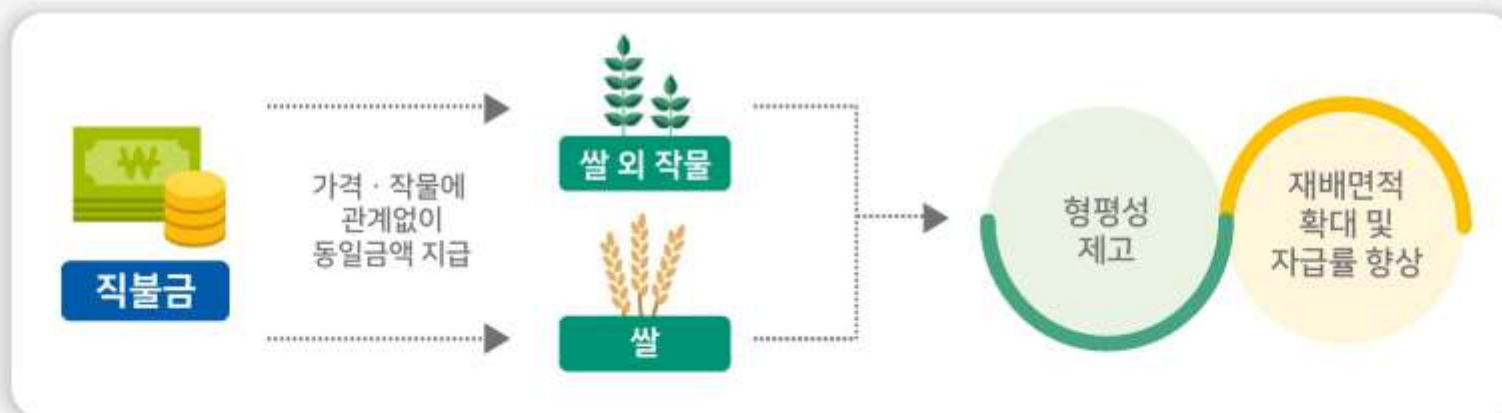 직불금
가격 · 작물에
관계없이
동일금액 지급
쌀 외 작물
쌀
형평성
제고
재배면적
확대 및
자급률 향상